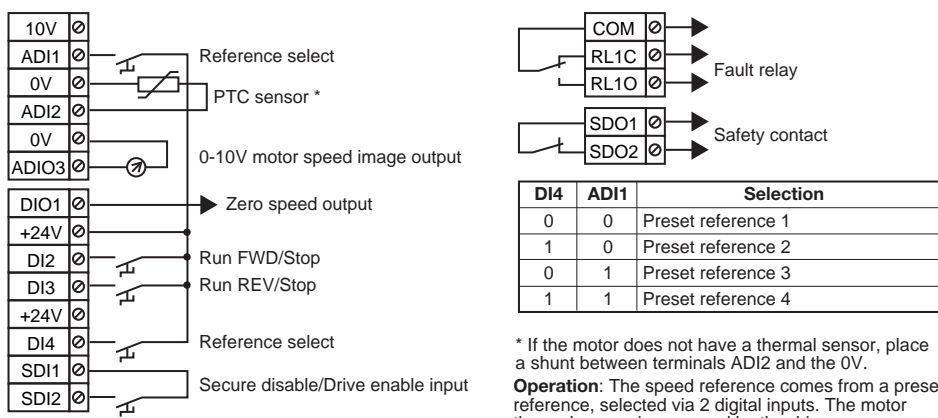 10V
ADI1 Reference select
0V
PTC sensor *
ADI2
0V
0-10V motor speed image output
ADIO3
DIO1 Zero speed output
+24V
DI2 Run FWD/Stop
DI3 Run REV/Stop
+24V
DI4 Reference select
SDI1
Secure disable/Drive enable input
SDI2
COM
RL1C
Fault relay
RL1O
SDO1
Safety contact
SDO2
DI4 ADI1 Selection
0 0 Preset reference 1
1 0 Preset reference 2
0 1 Preset reference 3
1 1 Preset reference 4
* If the motor does not have a thermal sensor, place
a shunt between terminals ADI2 and the 0V.
Operation: The speed reference comes from a prese
reference, selected via 2 digital inputs. The motor